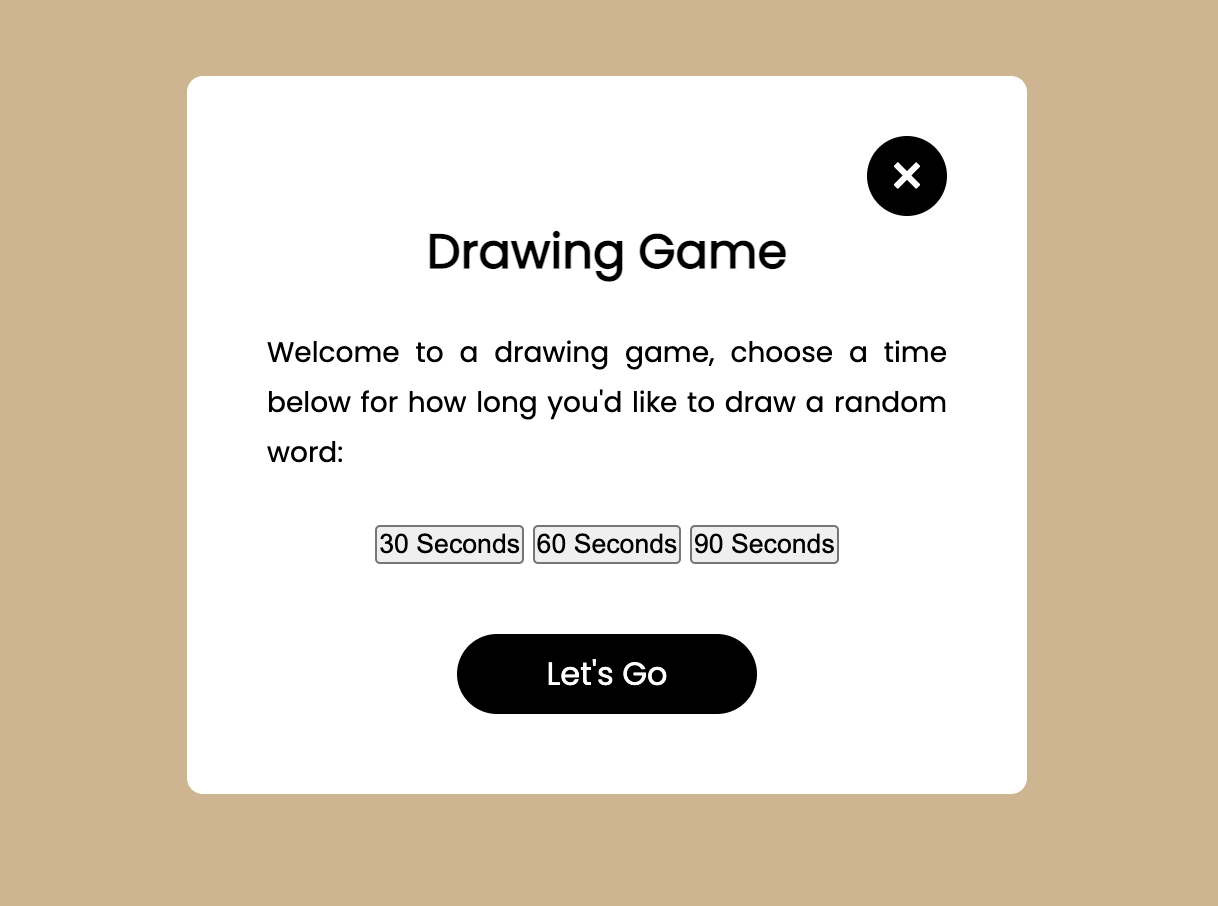 Drawing Game
Welcome to a drawing game, choose a time
below for how long you'd like to draw a random
word:
30 Seconds 60 Seconds 90 Seconds
Let's Go